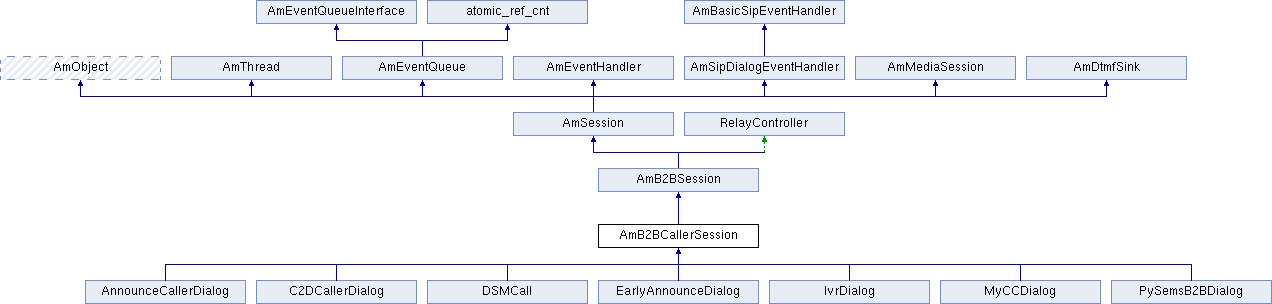 AmEventQueueInterface
atomic_ref_cnt
AmBasicSipEventHandler
AmObject
AmThread
AmEventQueue
AmEventHandler
AmSipDialogEventHandler
AmMediaSession
AmDtmfSink
AmSession
RelayController
AmB2BSession
AmB2BCallerSession
AnnounceCallerDialog
C2DCallerDialog
DSMCall
EarlyAnnounceDialog
IvrDialog
MyCCDialog
PySemsB2BDialog